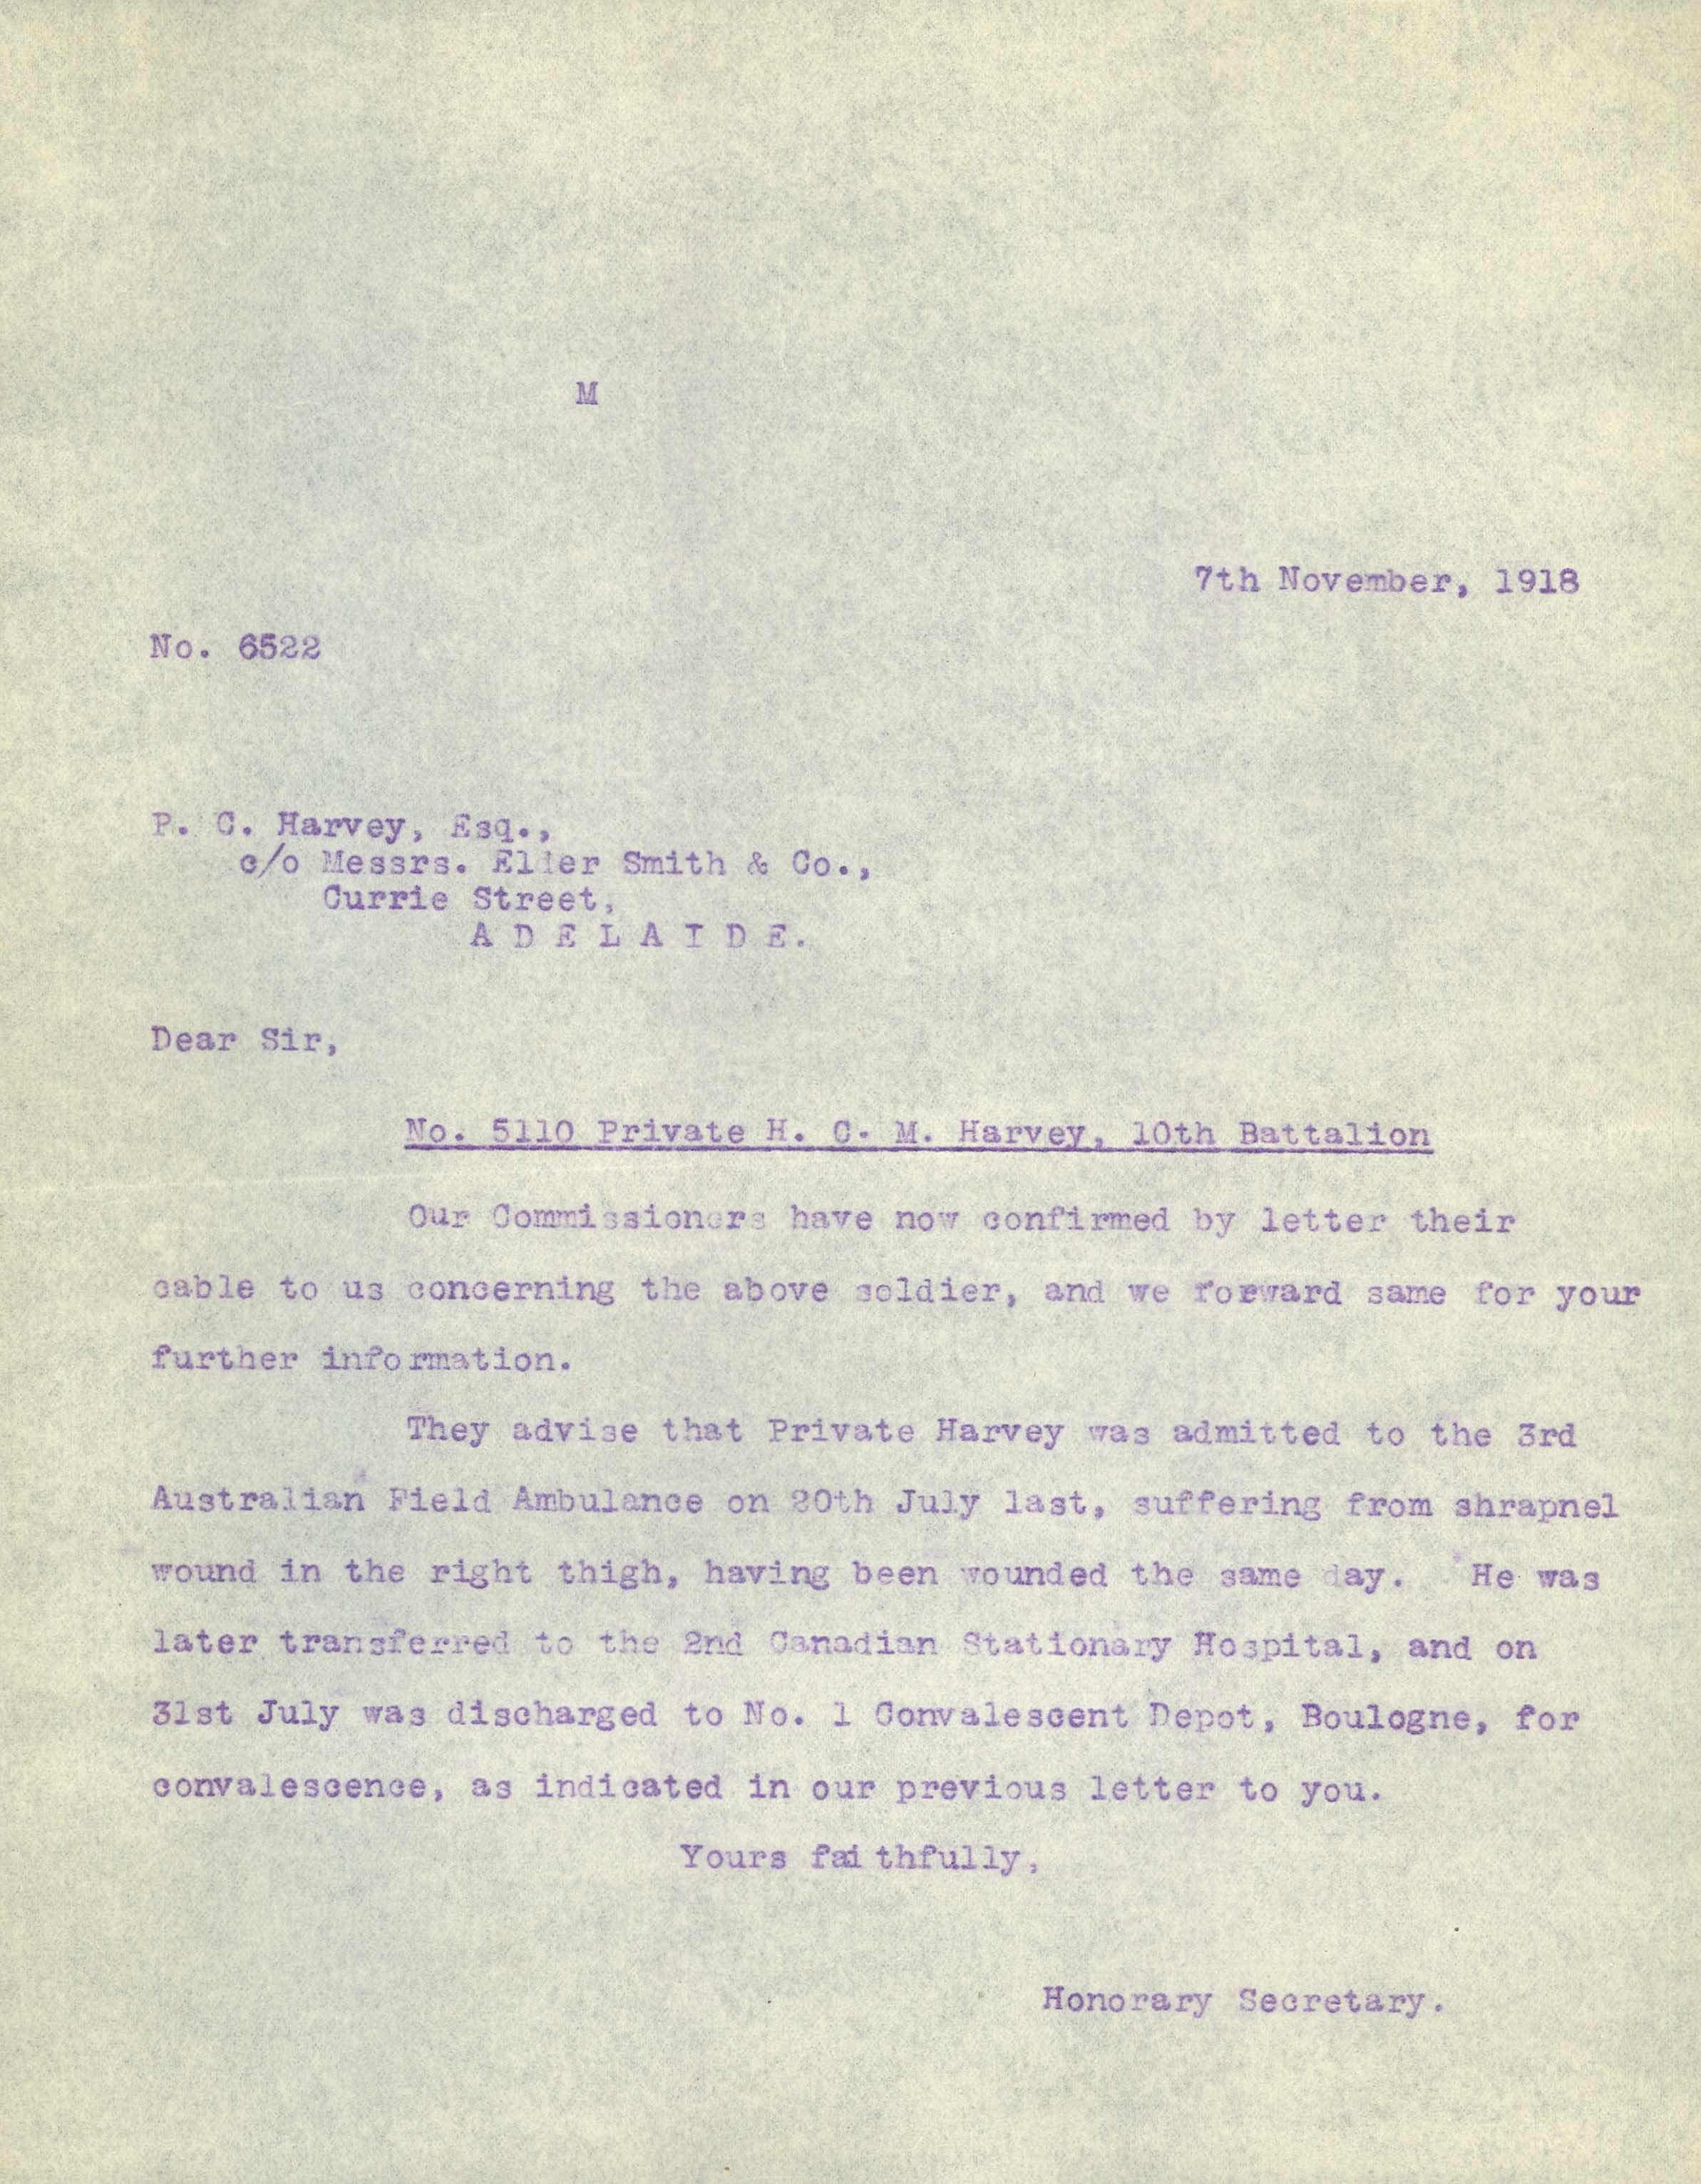 M
7th November, 1918
No. 6522
P. C. Harvey, Esq.,
c/o Messrs. Elder Smith & Co.,
Currie Street,
A D E L A I D E.
Dear Sir,
No. 5110 Private H. C. M. Harvey, 10th Battalion
Our Commissioners have now confirmed by letter their
cable to us concerning the above soldier, and we forward same for your
further information.
They advise that Private Harvey was admitted to the 3rd
Australian Field Ambulance on 20th July last, suffering from shrapnel
wound in the right thigh, having been wounded the same day. He was
later transferred to the 2nd Canadian Stationary Hospital, and on
31st July was discharged to No. 1 Convalescent Depot, Boulogne, for
convalescence, as indicated in our previous letter to you.
Yours faithfully,
Honorary Secretary.